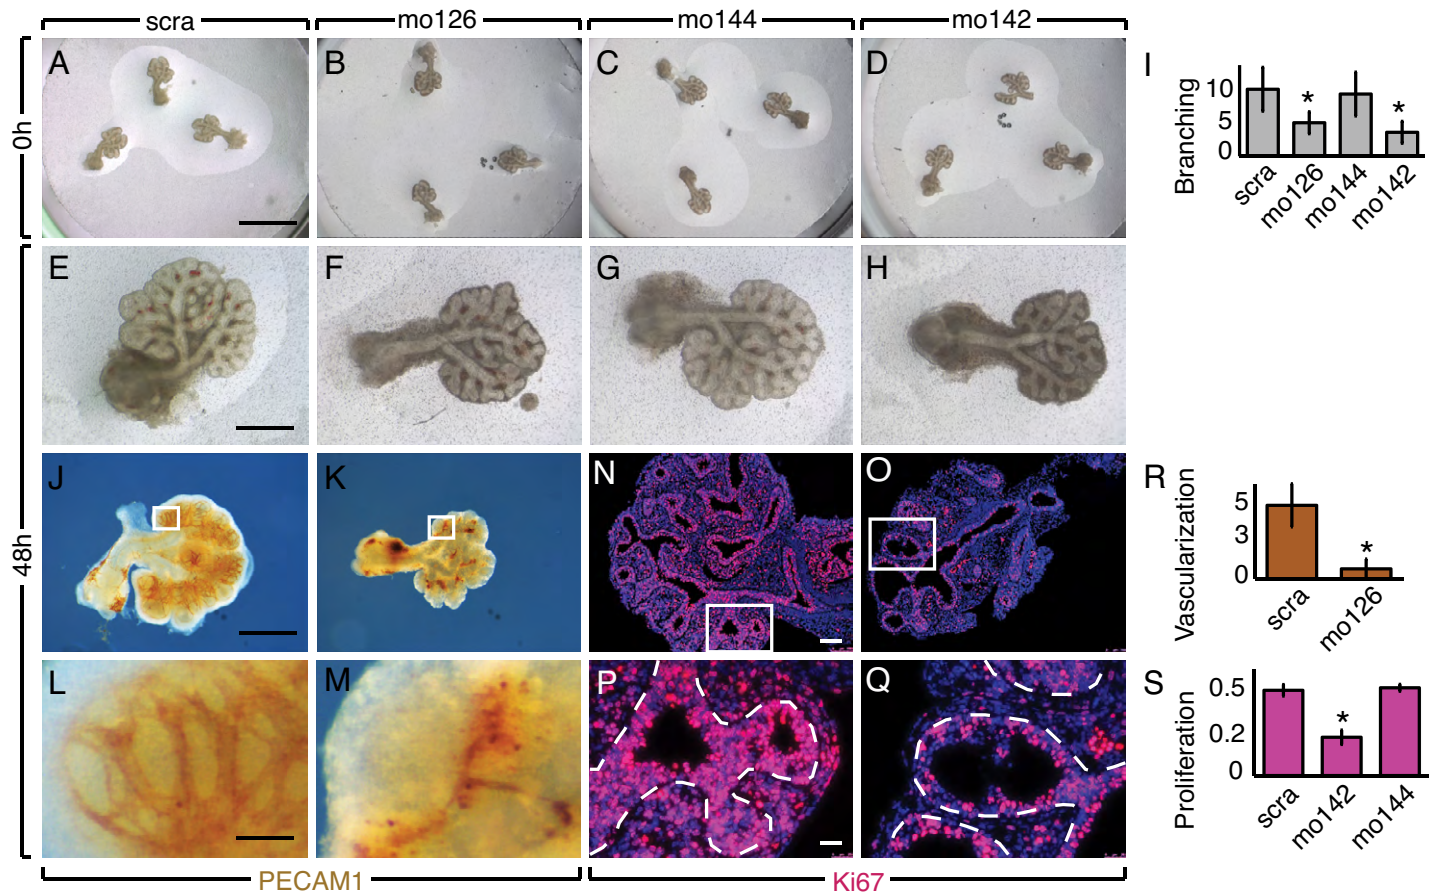 scra mo126 mo144 mo142
0h
A B C D
I
Branching
10
5
0
scra mo126 mo144 mo142
48h
E F G H
J K N O
R
Vascularization
5
3
0
scra mo126
*
L M P Q
S
Proliferation
0.5
0.2
0
scra mo142 mo144
*
PECAM1 Ki67